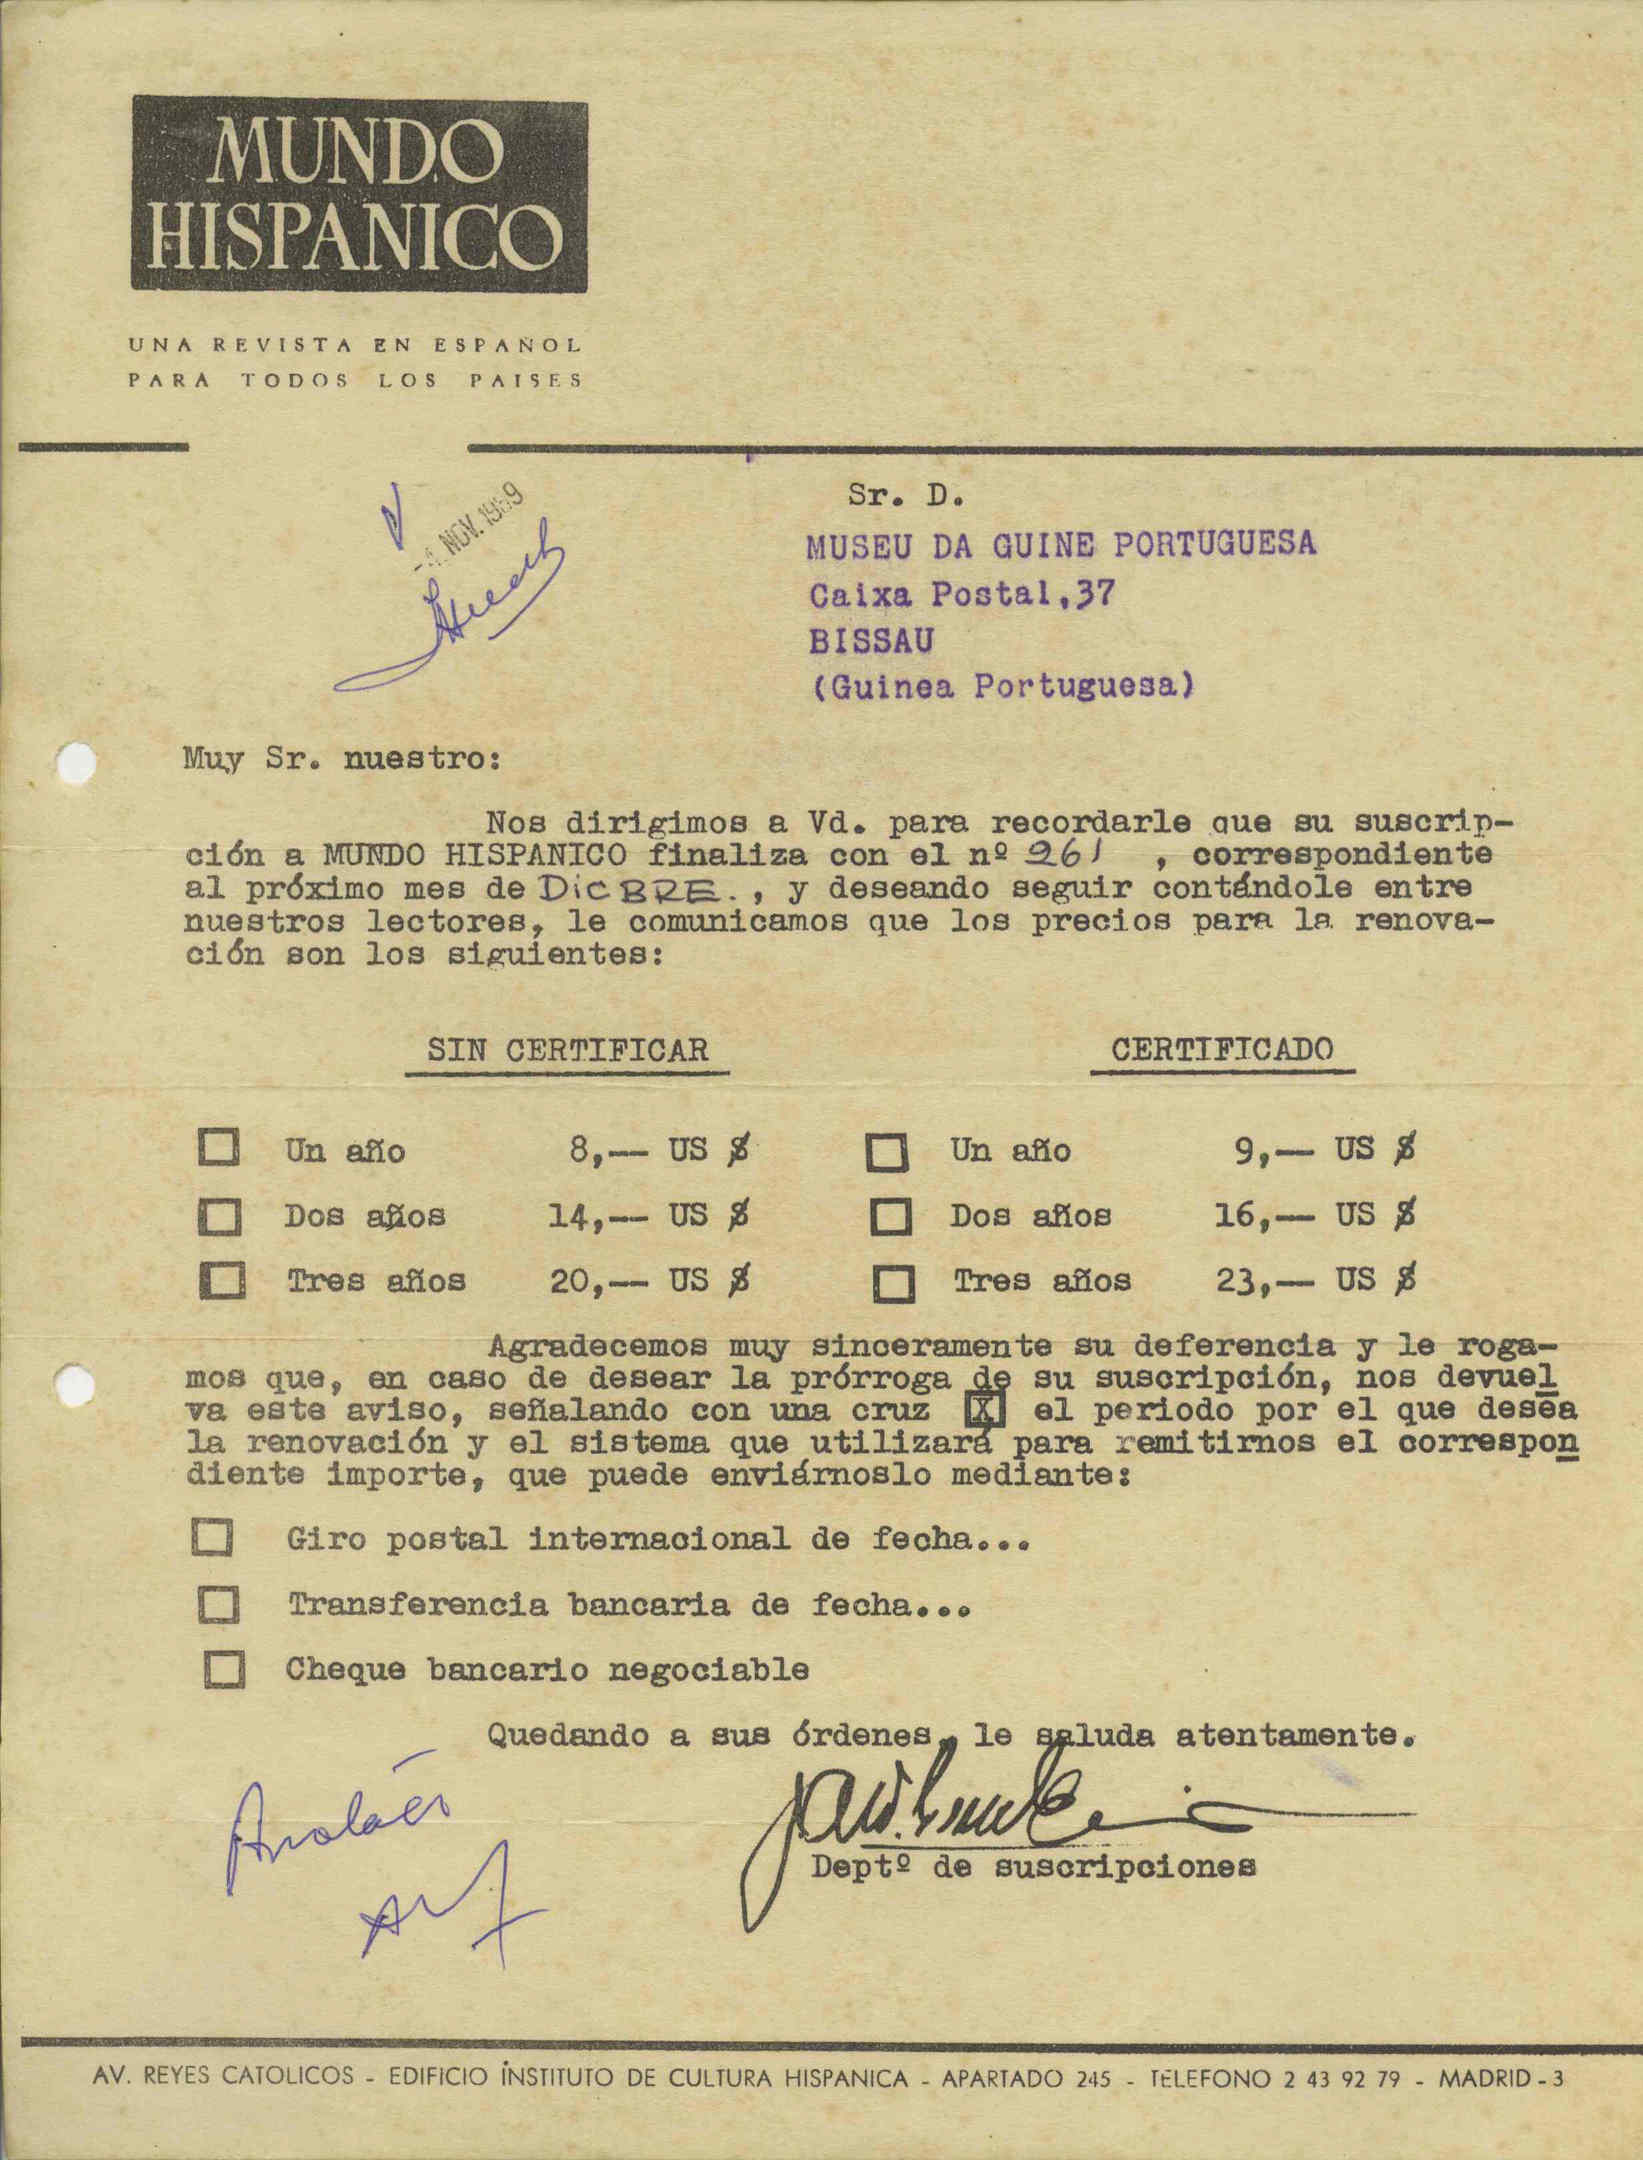 MUNDO
HISPANICO
UNA REVISTA EN ESPAÑOL
PARA TODOS LOS PAISES
-4 NOV. 1969
Sr. D.
MUSEU DA GUINE PORTUGUESA
Caixa Postal,37
BISSAU
(Guinea Portuguesa)
Muy Sr. nuestro:
Nos dirigimos a Vd. para recordarle que su suscrip-
ción a MUNDO HISPANICO finaliza con el nº 261 , correspondiente
al próximo mes de DiCBRE. , y deseando seguir contándole entre
nuestros lectores, le comunicamos que los precios para la renova-
ción son los siguientes:
SIN CERTIFICAR CERTIFICADO
Un año 8,-- US $ Un año 9,-- US $
Dos años 14,-- US $ Dos años 16,-- US $
Tres años 20,-- US $ Tres años 23,-- US $
Agradecemos muy sinceramente su deferencia y le roga-
mos que, en caso de desear la prórroga de su suscripción, nos devuel
va este aviso, señalando con una cruz X el periodo por el que desea
la renovación y el sistema que utilizará para remitirnos el correspon
diente importe, que puede enviárnoslo mediante:
Giro postal internacional de fecha...
Transferencia bancaria de fecha...
Cheque bancario negociable
Quedando a sus órdenes, le saluda atentamente.
Deptº de suscripciones
AV. REYES CATOLICOS - EDIFICIO INSTITUTO DE CULTURA HISPANICA - APARTADO 245 - TELEFONO 2 43 92 79 - MADRID - 3